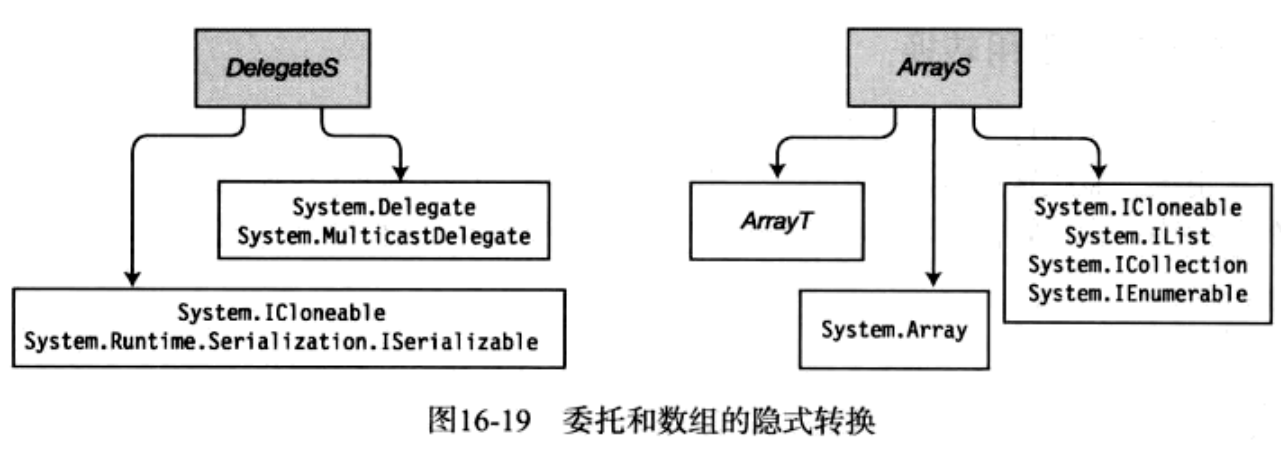 DelegateS
System.Delegate
System.MulticastDelegate
System.ICloneable
System.Runtime.Serialization.ISerializable
ArrayS
ArrayT
System.Array
System.ICloneable
System.IList
System.ICollection
System.IEnumerable
图16-19 委托和数组的隐式转换